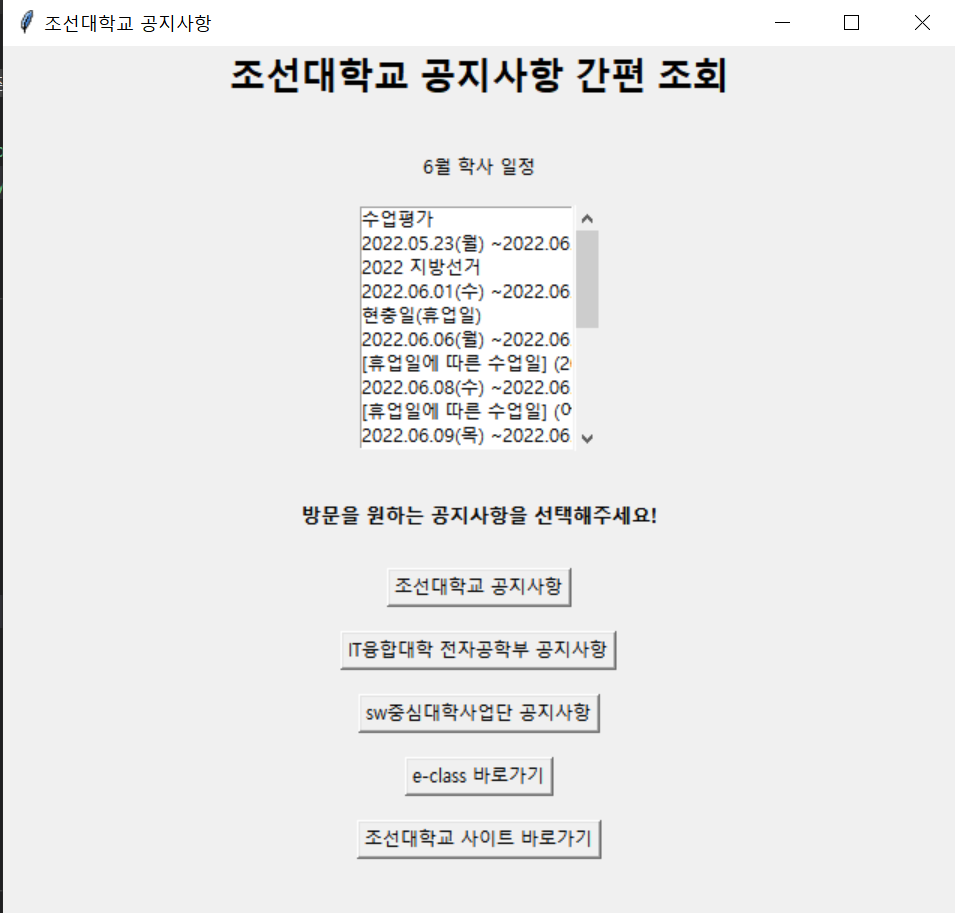 조선대학교 공지사항
조선대학교 공지사항 간편 조회
6월 학사 일정
수업평가
2022.05.23(월) ~2022.06
2022 지방선거
2022.06.01(수) ~2022.06
현충일(휴업일)
2022.06.06(월) ~2022.06
[휴업일에 따른 수업일] (20
2022.06.08(수) ~2022.06
[휴업일에 따른 수업일] (어
2022.06.09(목) ~2022.06
방문을 원하는 공지사항을 선택해주세요!
조선대학교 공지사항
IT융합대학 전자공학부 공지사항
sw중심대학사업단 공지사항
e-class 바로가기
조선대학교 사이트 바로가기